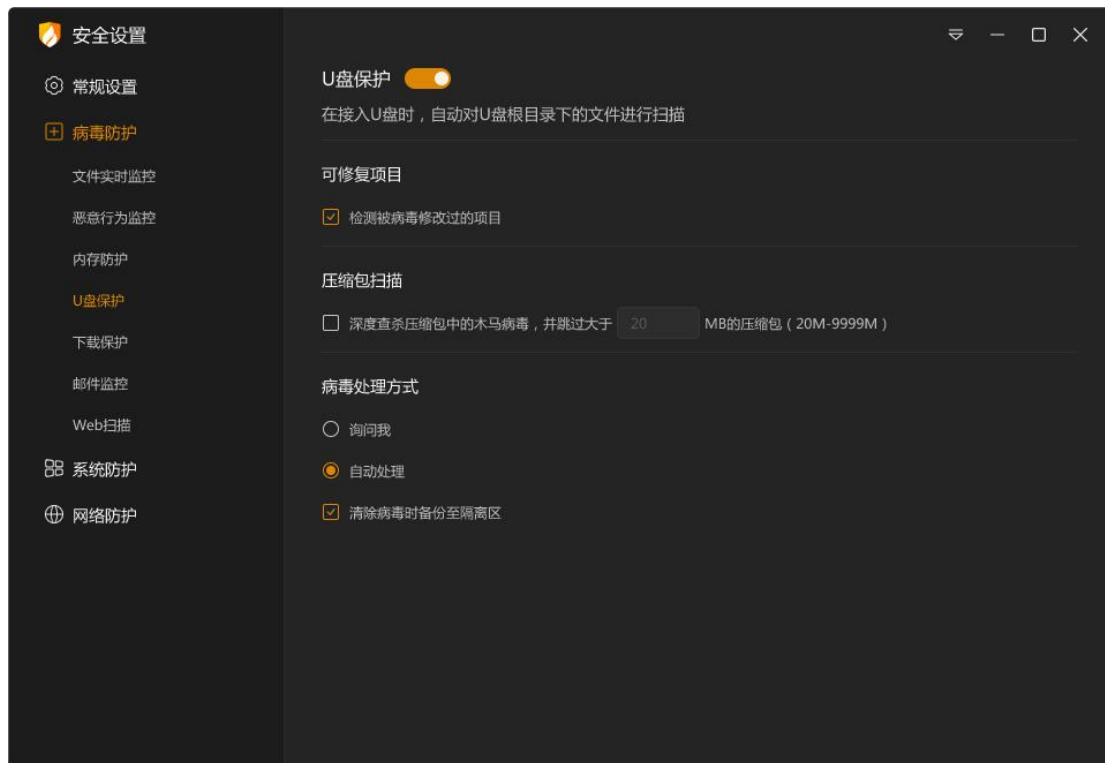 安全设置
常规设置
病毒防护
文件实时监控
恶意行为监控
内存防护
U盘保护
下载保护
邮件监控
Web扫描
系统防护
网络防护
U盘保护
在接入U盘时，自动对U盘根目录下的文件进行扫描
可修复项目
检测被病毒修改过的项目
压缩包扫描
深度查杀压缩包中的木马病毒，并跳过大于 20 MB的压缩包（20M-9999M）
病毒处理方式
询问我
自动处理
清除病毒时备份至隔离区